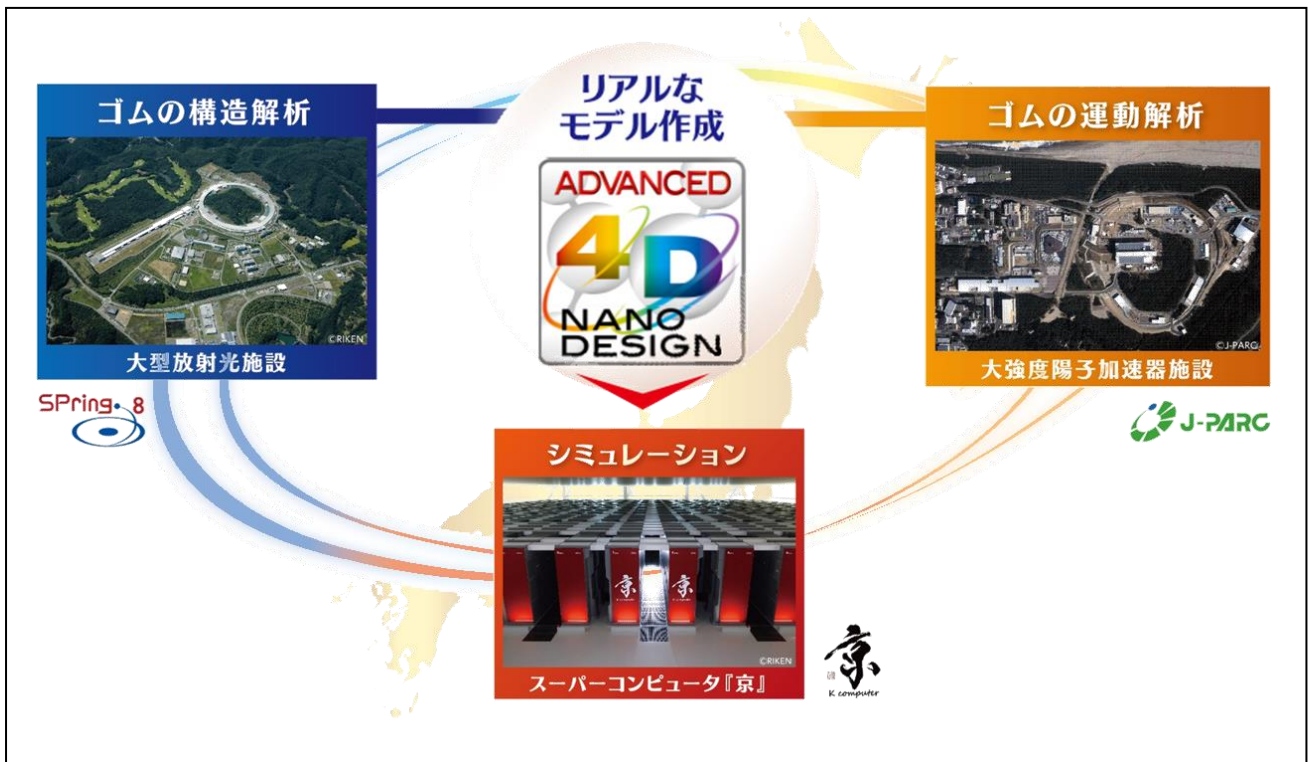 リアルな
モデル作成
ADVANCED
4D
NANO
DESIGN
ゴムの構造解析
©RIKEN
大型放射光施設
SPring-8
ゴムの運動解析
©J-PARC
大強度陽子加速器施設
J-PARC
シミュレーション
京
K computer
京
K computer
©RIKEN
スーパーコンピュータ『京』
京
K computer